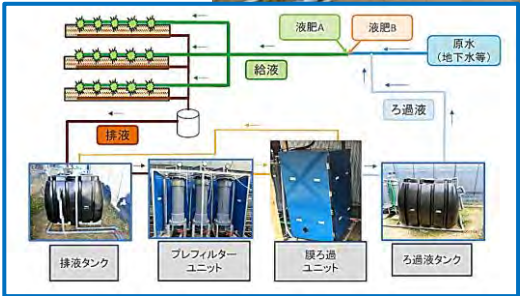 液肥A
液肥B
原水
(地下水等)
給液
ろ過液
排液
排液タンク
プレフィルター
ユニット
膜ろ過
ユニット
ろ過液タンク